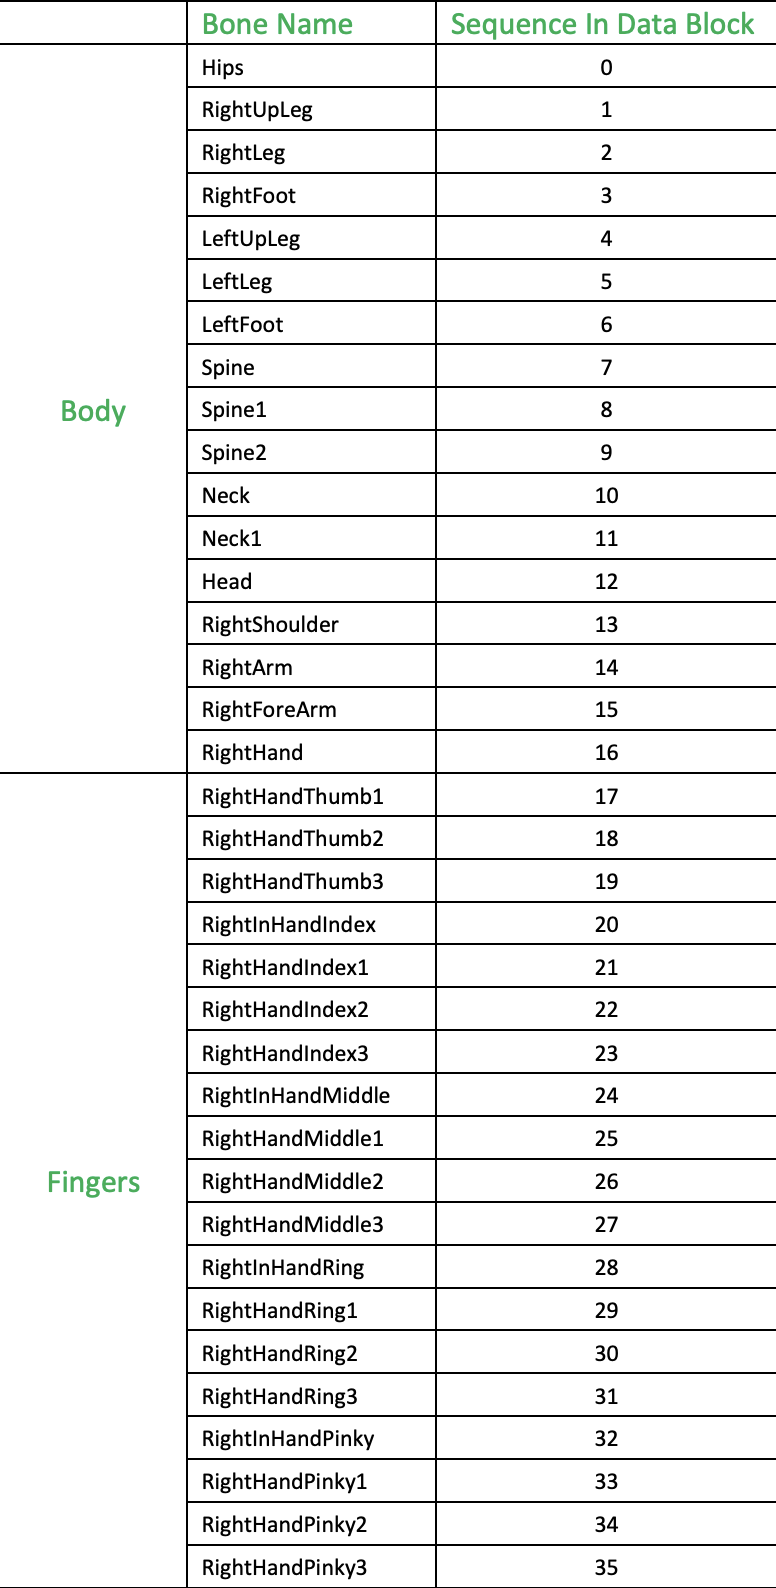 Bone Name Sequence In Data Block
Body
Hips 0
RightUpLeg 1
RightLeg 2
RightFoot 3
LeftUpLeg 4
LeftLeg 5
LeftFoot 6
Spine 7
Spine1 8
Spine2 9
Neck 10
Neck1 11
Head 12
RightShoulder 13
RightArm 14
RightForeArm 15
RightHand 16
Fingers
RightHandThumb1 17
RightHandThumb2 18
RightHandThumb3 19
RightInHandIndex 20
RightHandIndex1 21
RightHandIndex2 22
RightHandIndex3 23
RightInHandMiddle 24
RightHandMiddle1 25
RightHandMiddle2 26
RightHandMiddle3 27
RightInHandRing 28
RightHandRing1 29
RightHandRing2 30
RightHandRing3 31
RightInHandPinky 32
RightHandPinky1 33
RightHandPinky2 34
RightHandPinky3 35